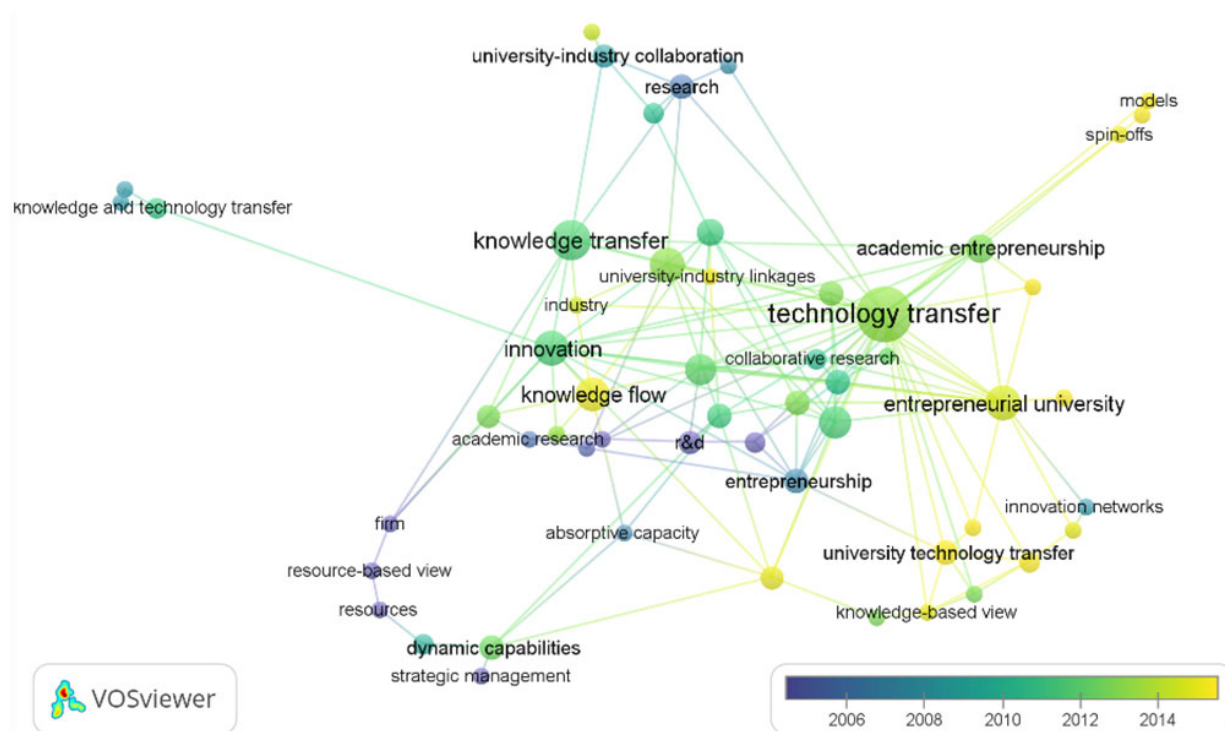 university-industry collaboration
research
models
spin-offs
knowledge and technology transfer
knowledge transfer
academic entrepreneurship
university-industry linkages
industry
technology transfer
innovation
collaborative research
knowledge flow
entrepreneurial university
academic research
r&d
entrepreneurship
innovation networks
firm
absorptive capacity
university technology transfer
resource-based view
resources
knowledge-based view
dynamic capabilities
strategic management
VOSviewer
2006 2008 2010 2012 2014